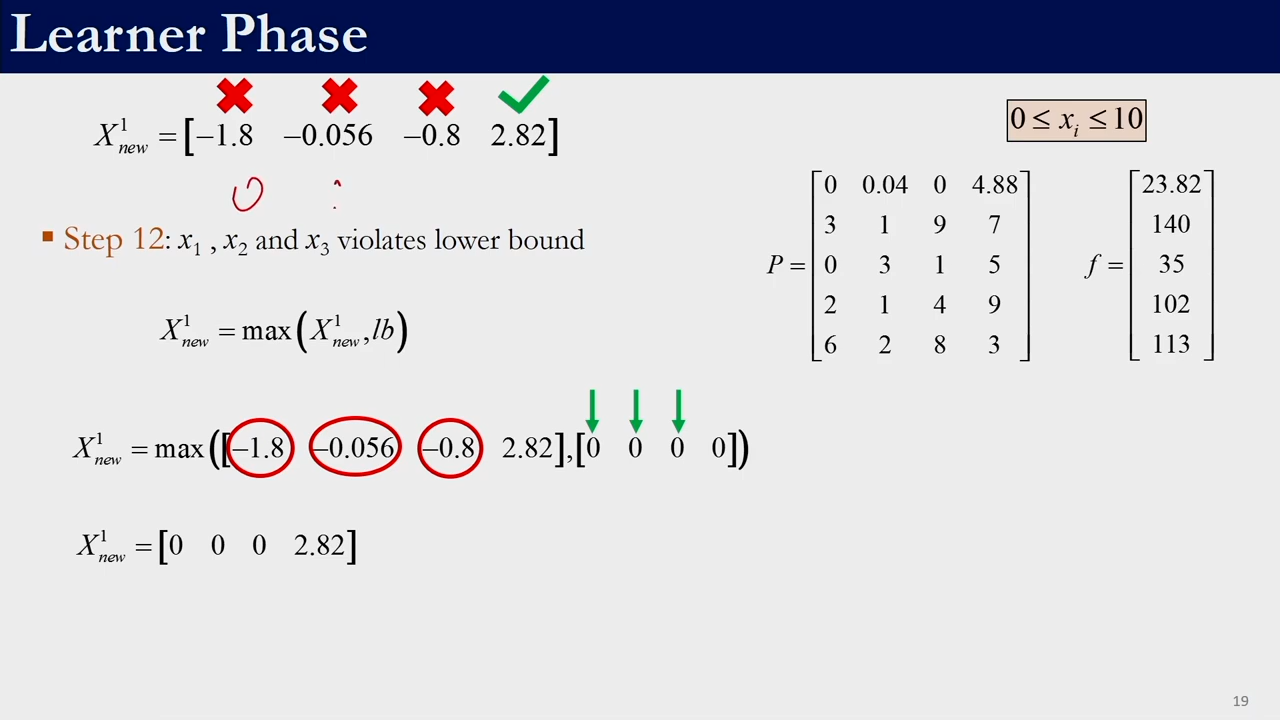 Learner Phase
X¹new = [−1.8 −0.056 −0.8 2.82]
0 ≤ xi ≤ 10
0
▪ Step 12: x1 , x2 and x3 violates lower bound
X¹new = max(X¹new, lb)
P = [0 0.04 0 4.88
3 1 9 7
0 3 1 5
2 1 4 9
6 2 8 3]
f = [23.82
140
35
102
113]
X¹new = max([−1.8 −0.056 −0.8 2.82],[0 0 0 0])
X¹new = [0 0 0 2.82]
19